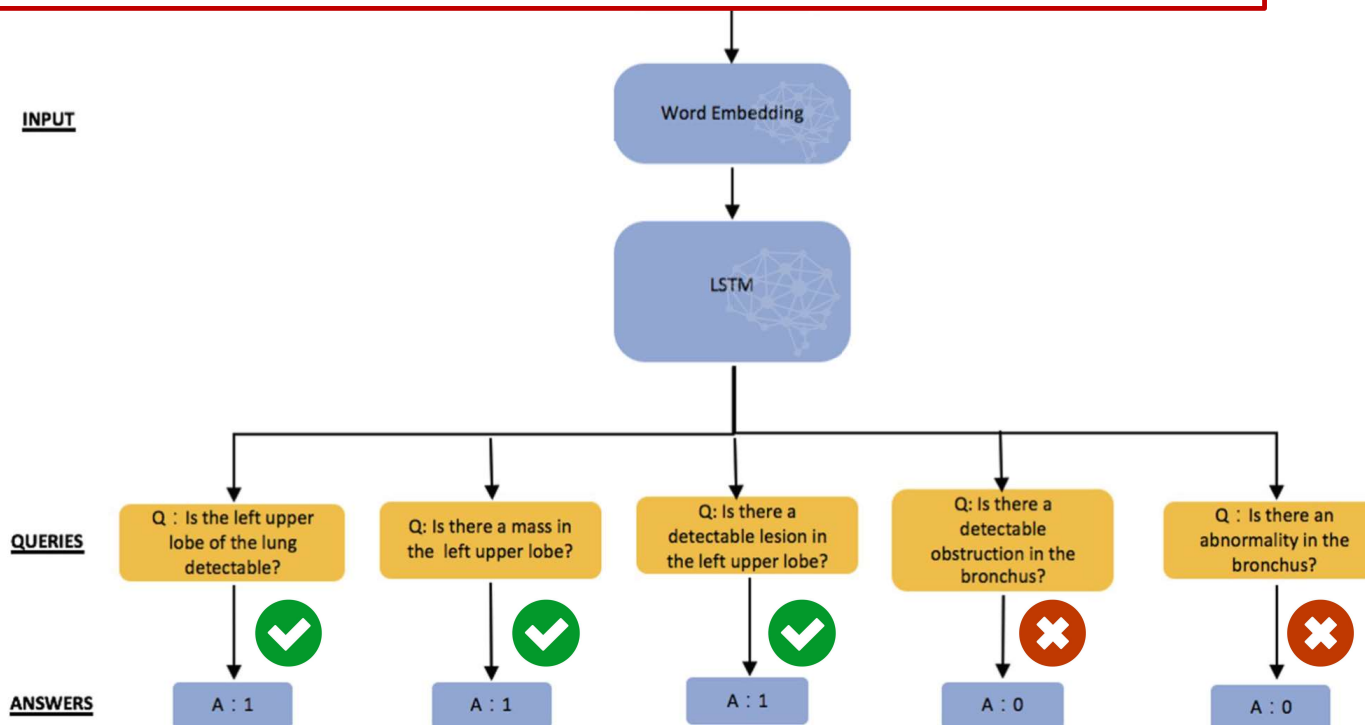 INPUT
Word Embedding
LSTM
QUERIES
Q : Is the left upper
lobe of the lung
detectable?
Q: Is there a mass in
the left upper lobe?
Q: Is there a
detectable lesion in
the left upper lobe?
Q: Is there a
detectable
obstruction in the
bronchus?
Q : Is there an
abnormality in the
bronchus?
ANSWERS
A : 1
A : 1
A : 1
A : 0
A : 0